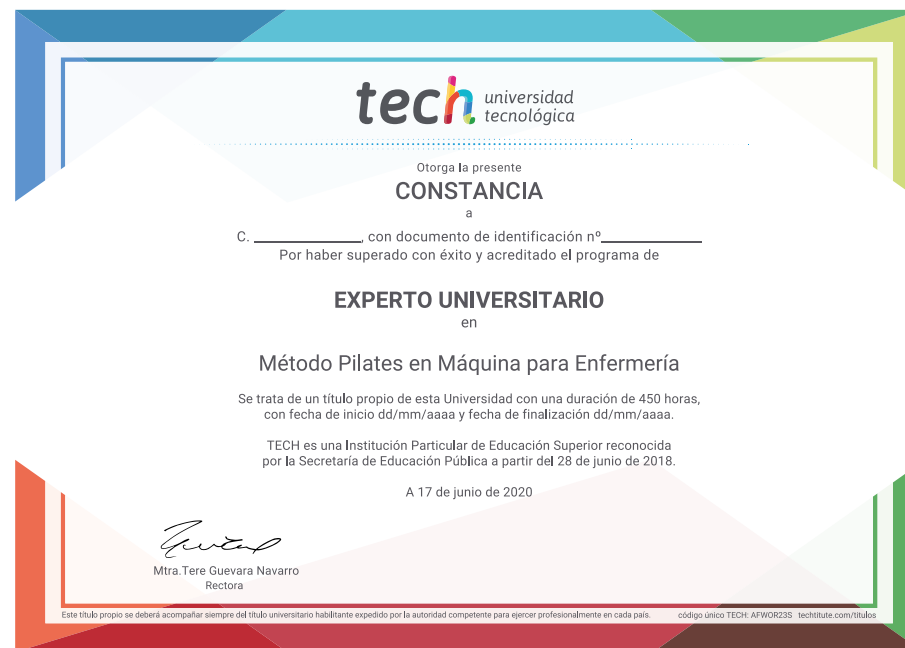 tech universidad
tecnológica
Otorga la presente
CONSTANCIA
a
C. ______________, con documento de identificación nº_____________
Por haber superado con éxito y acreditado el programa de
EXPERTO UNIVERSITARIO
en
Método Pilates en Máquina para Enfermería
Se trata de un título propio de esta Universidad con una duración de 450 horas,
con fecha de inicio dd/mm/aaaa y fecha de finalización dd/mm/aaaa.
TECH es una Institución Particular de Educación Superior reconocida
por la Secretaría de Educación Pública a partir del 28 de junio de 2018.
A 17 de junio de 2020
Mtra.Tere Guevara Navarro
Rectora
Este título propio se deberá acompañar siempre del título universitario habilitante expedido por la autoridad competente para ejercer profesionalmente en cada país. código único TECH: AFWOR23S techtitute.com/titulos